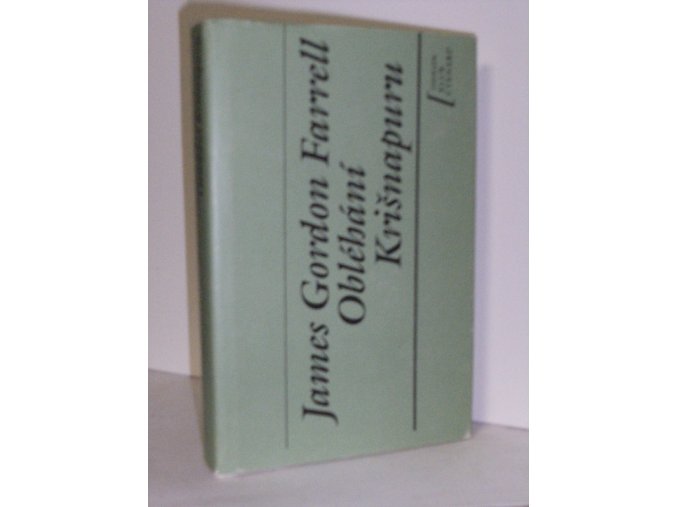 James Gordon Farrell
Obléhání
Krišnapuru